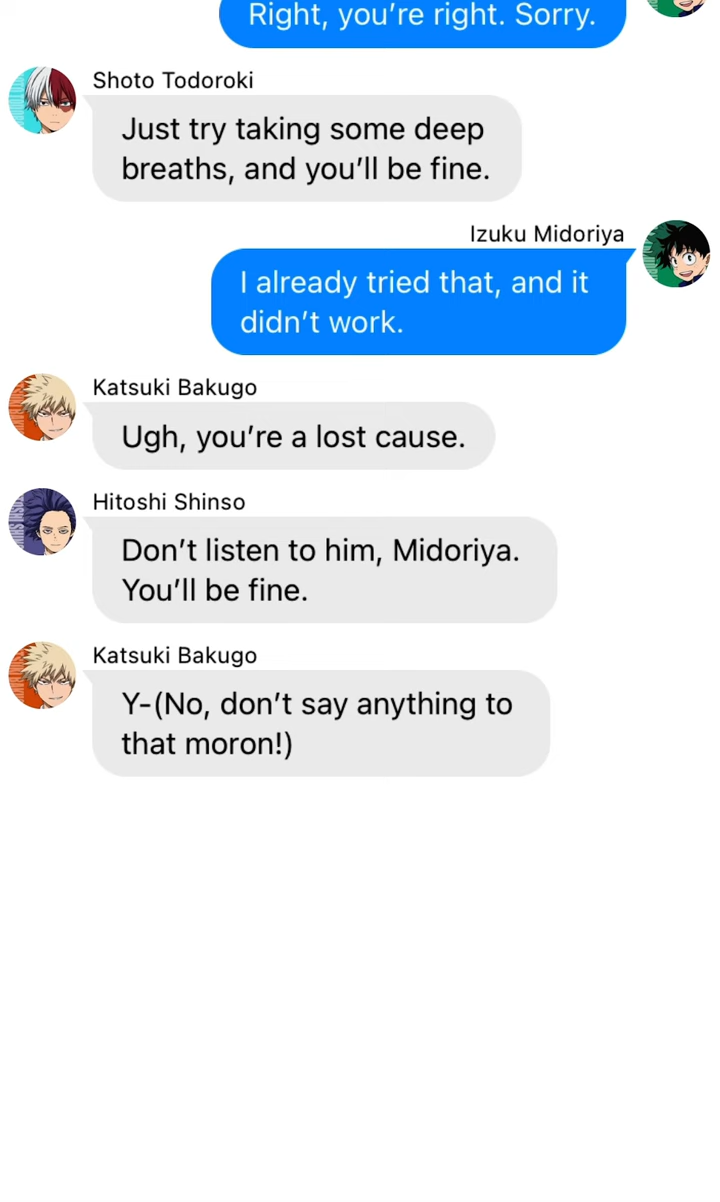 Right, you're right. Sorry.
Shoto Todoroki
Just try taking some deep
breaths, and you'll be fine.
Izuku Midoriya
I already tried that, and it
didn't work.
Katsuki Bakugo
Ugh, you're a lost cause.
Hitoshi Shinso
Don't listen to him, Midoriya.
You'll be fine.
Katsuki Bakugo
Y-(No, don't say anything to
that moron!)